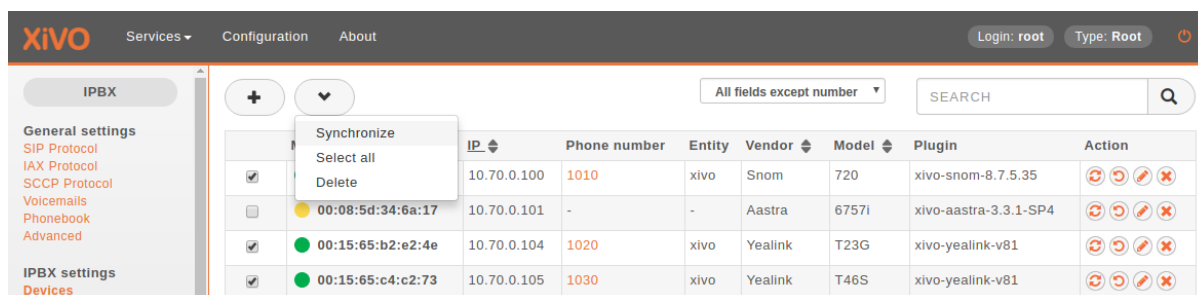 XiVO Services Configuration About Login: root Type: Root
IPBX
General settings
SIP Protocol
IAX Protocol
SCCP Protocol
Voicemails
Phonebook
Advanced
IPBX settings
Devices
All fields except number SEARCH
Synchronize
Select all
Delete
IP Phone number Entity Vendor Model Plugin Action
10.70.0.100 1010 xivo Snom 720 xivo-snom-8.7.5.35
00:08:5d:34:6a:17 10.70.0.101 - - Aastra 6757i xivo-aastra-3.3.1-SP4
00:15:65:b2:e2:4e 10.70.0.104 1020 xivo Yealink T23G xivo-yealink-v81
00:15:65:c4:c2:73 10.70.0.105 1030 xivo Yealink T46S xivo-yealink-v81